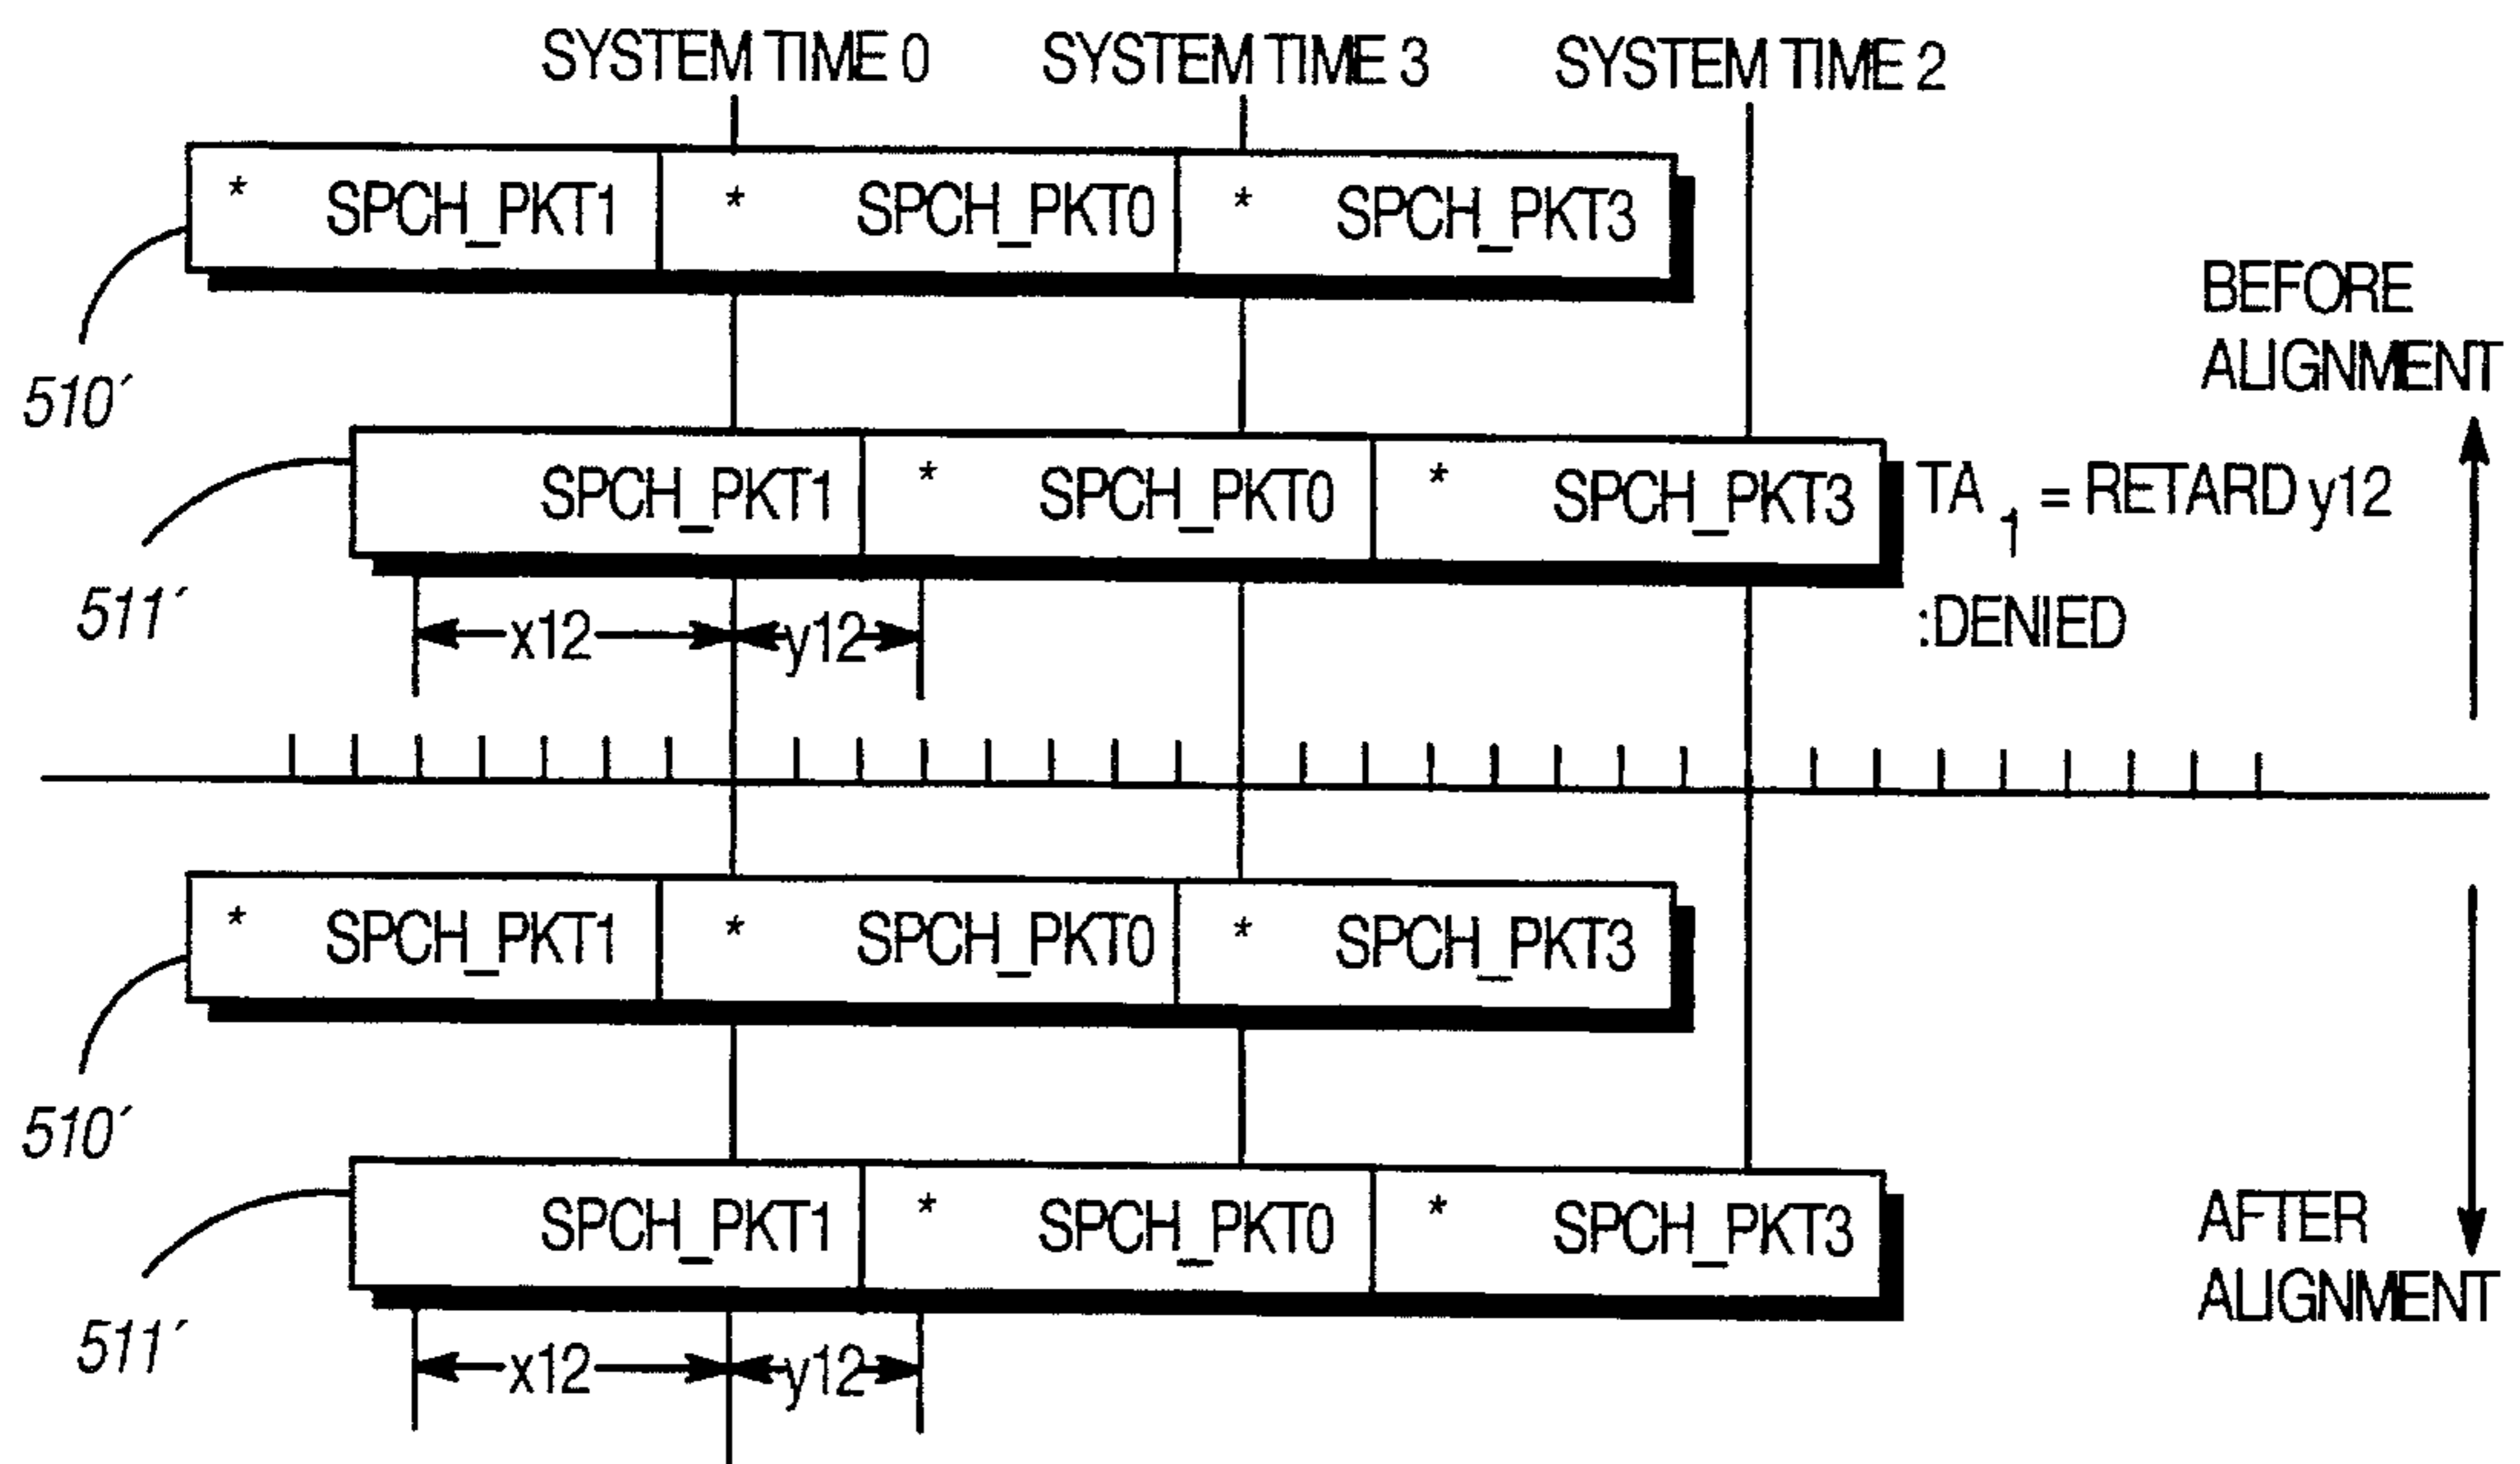 SYSTEM TIME 0 SYSTEM TIME 3 SYSTEM TIME 2
* SPCH_PKT1 * SPCH_PKT0 * SPCH_PKT3
510′
BEFORE
ALIGNMENT
SPCH_PKT1 * SPCH_PKT0 * SPCH_PKT3
TA1 = RETARD y12
:DENIED
511′
x12 y12
* SPCH_PKT1 * SPCH_PKT0 * SPCH_PKT3
510′
SPCH_PKT1 * SPCH_PKT0 * SPCH_PKT3
AFTER
ALIGNMENT
511′
x12 y12